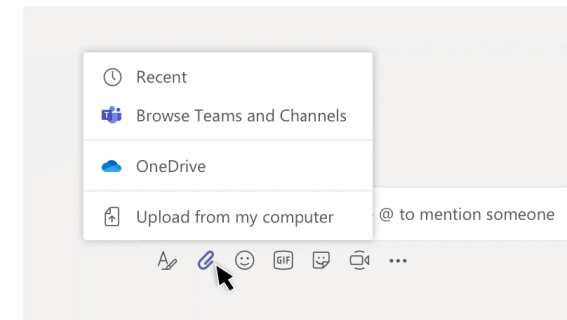 Recent
Browse Teams and Channels
OneDrive
Upload from my computer
@ to mention someone
GIF